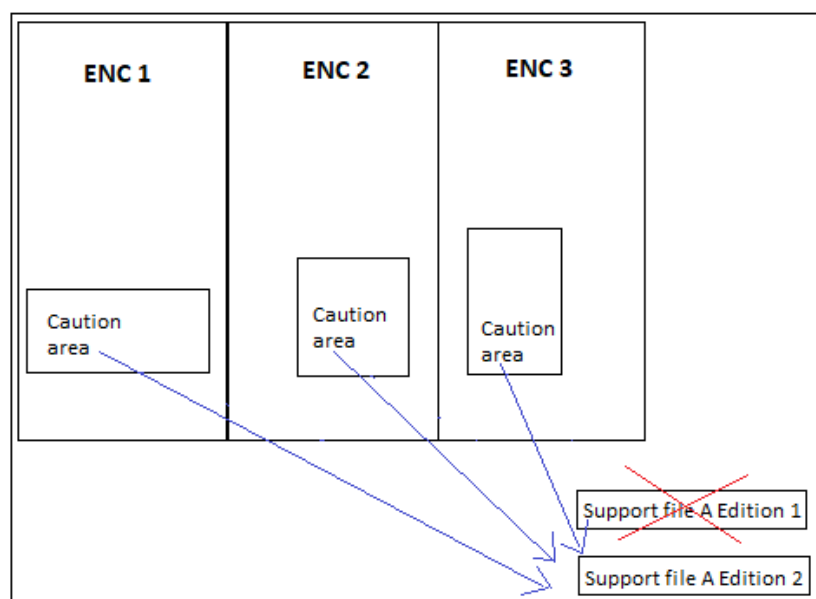 ENC 1
ENC 2
ENC 3
Caution
area
Caution
area
Caution
area
Support file A Edition 1
Support file A Edition 2